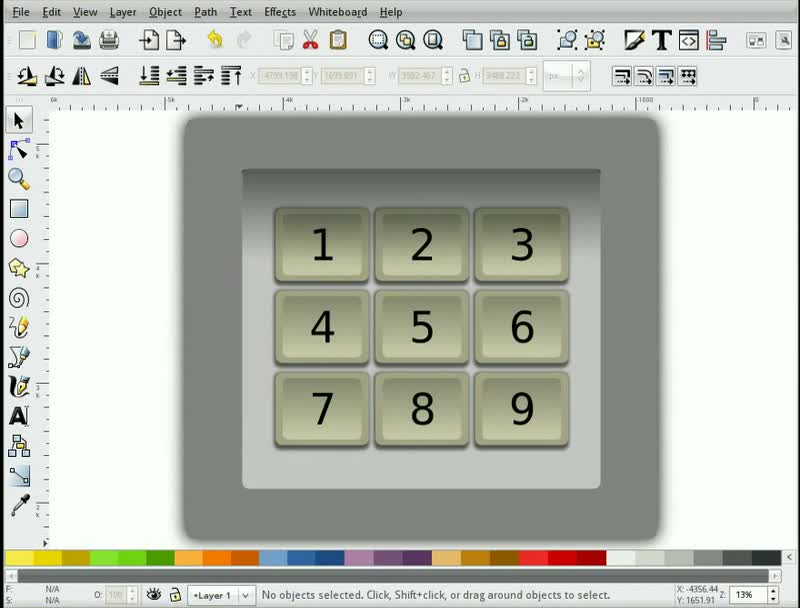 File Edit View Layer Object Path Text Effects Whiteboard Help
X 4799.198 Y 1699.891 W 3982.467 H 3488.223 px
6k 5k 4k 3k 2k 1000 0
1 2 3
4 5 6
7 8 9
F: N/A O: 100 •Layer 1 No objects selected. Click, Shift+click, or drag around objects to select. X: -4356.44 Z: 13%
S: N/A Y: 1651.91